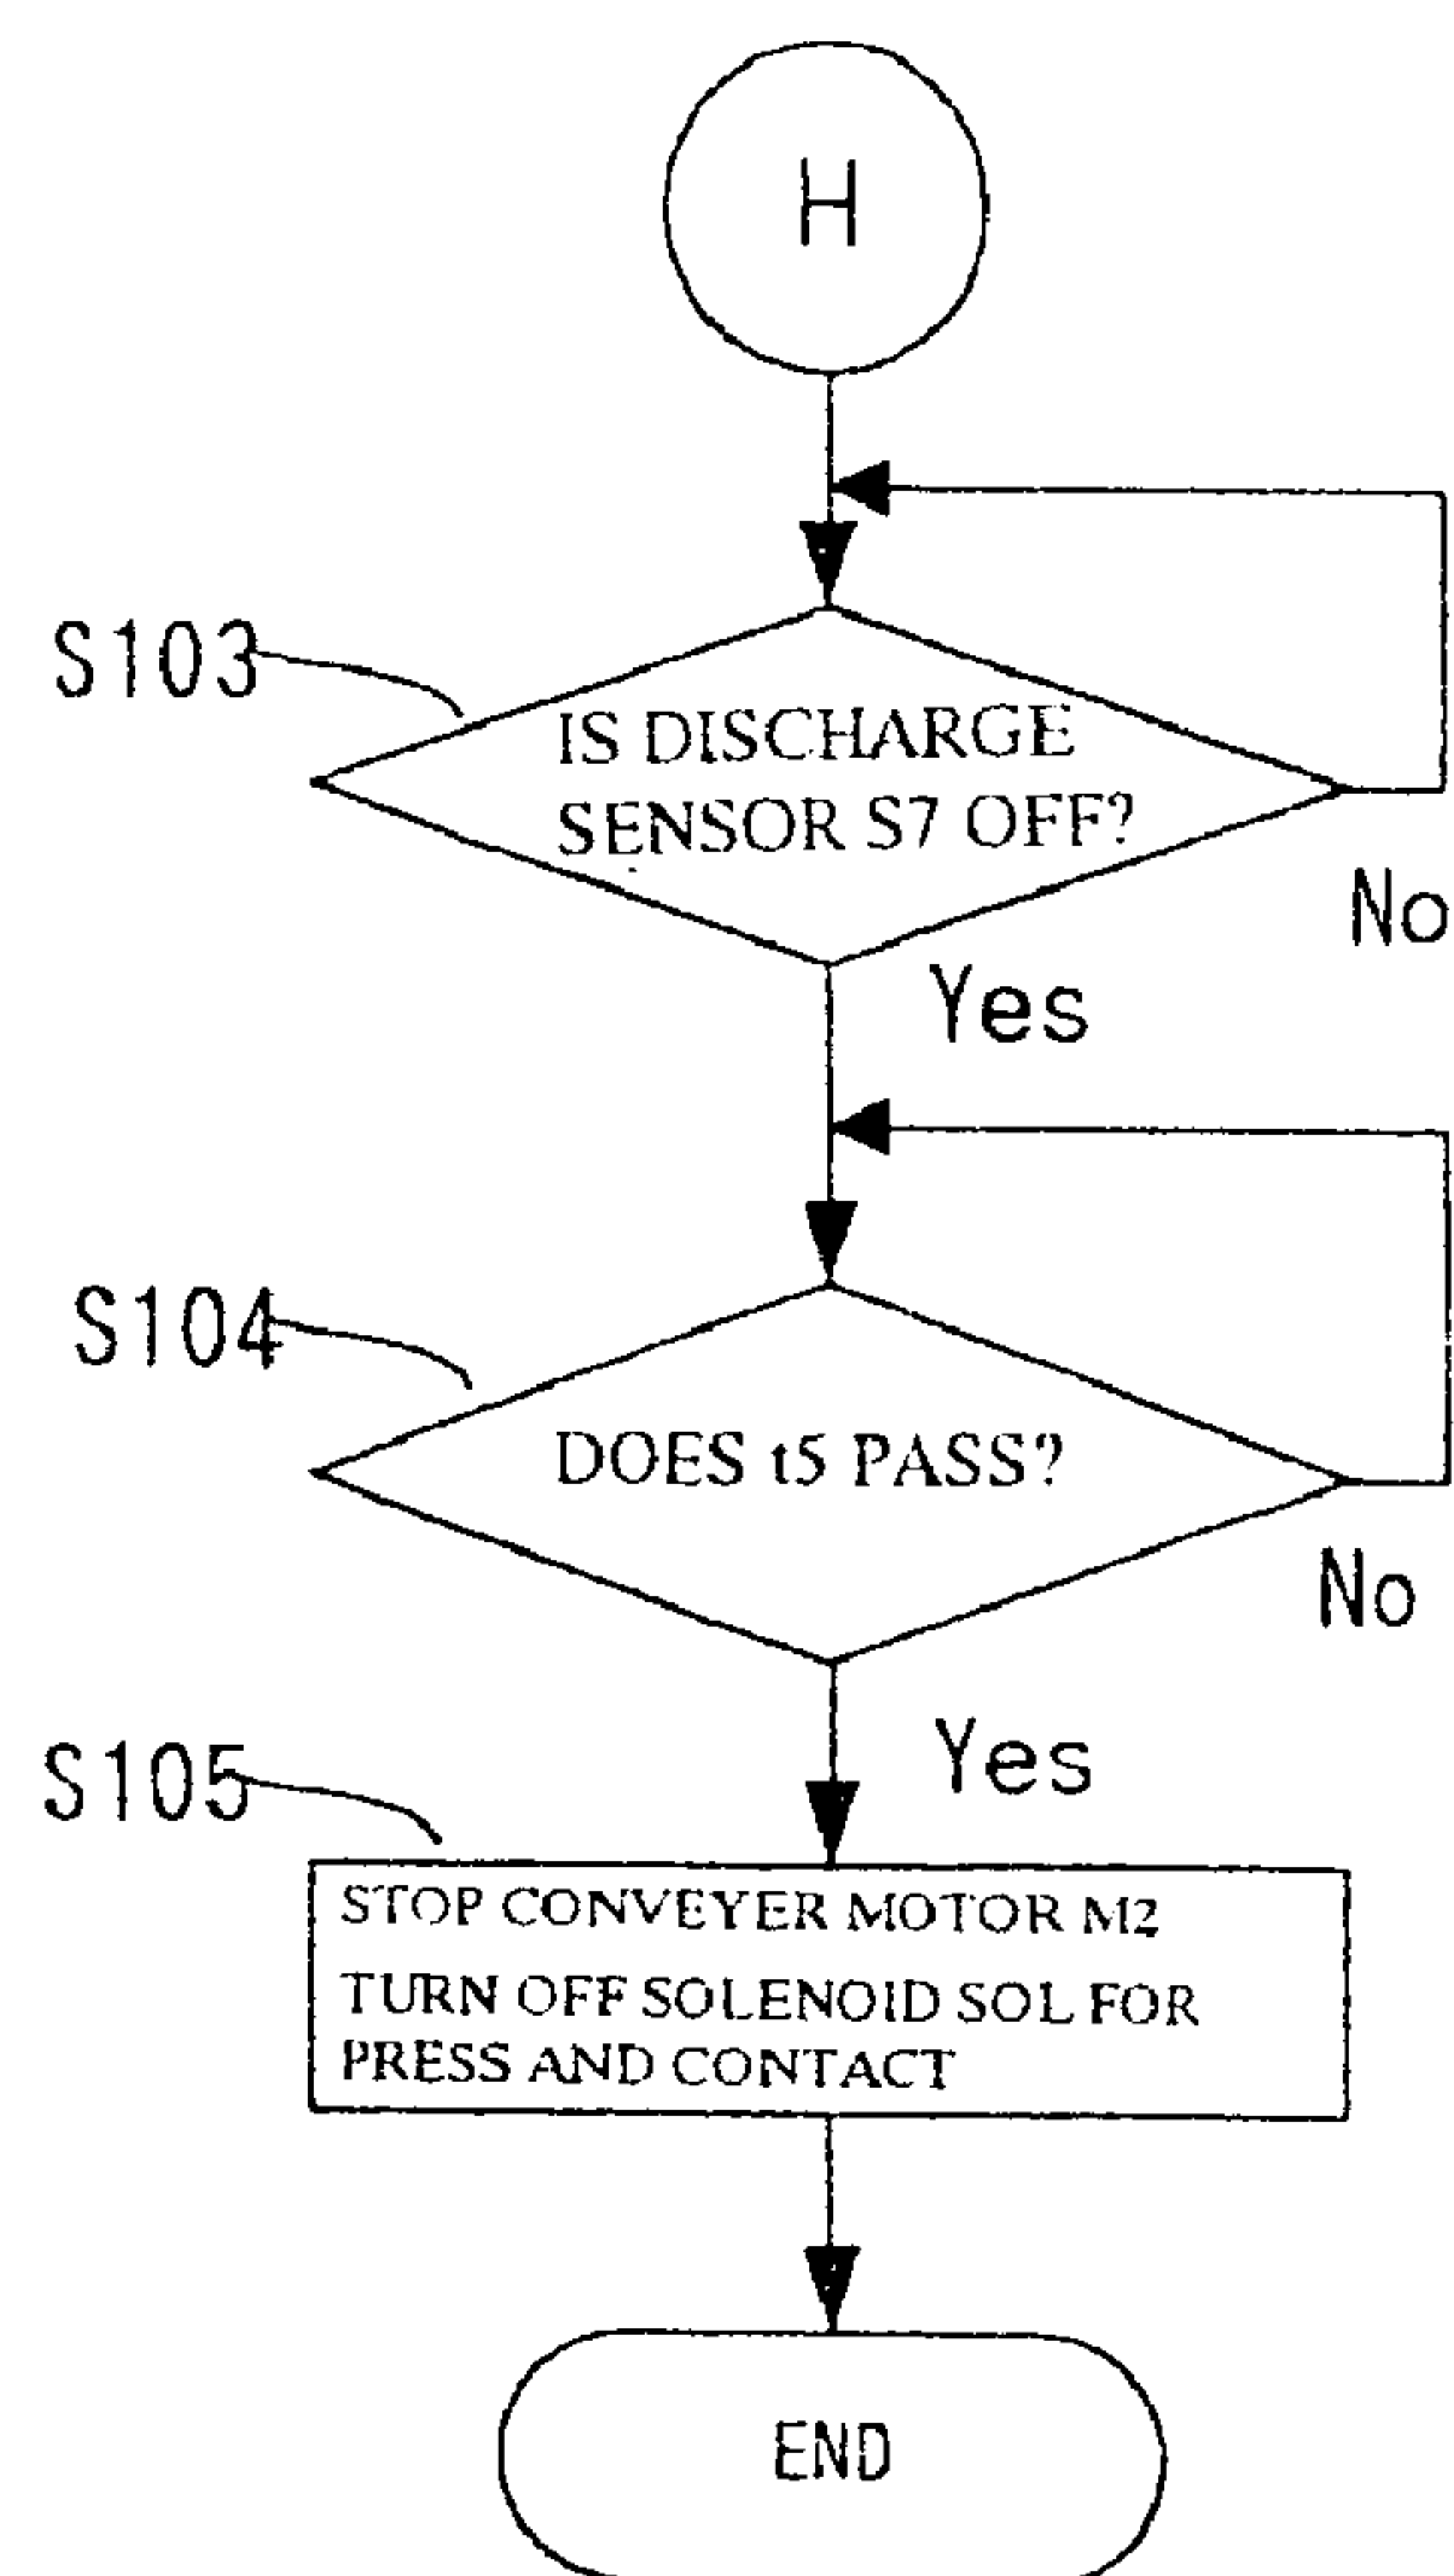 H
S103
IS DISCHARGE
SENSOR S7 OFF?
No
Yes
S104
DOES t5 PASS?
No
Yes
S105
STOP CONVEYER MOTOR M2
TURN OFF SOLENOID SOL FOR
PRESS AND CONTACT
END